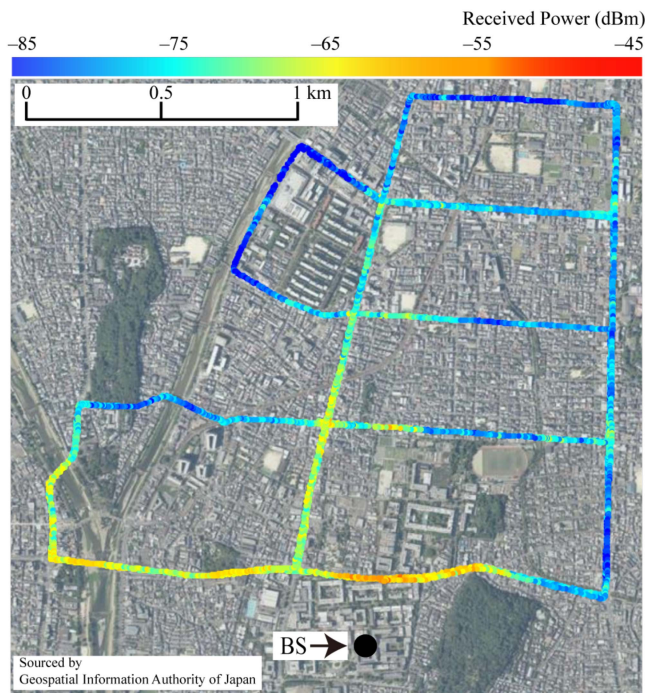 Received Power (dBm)
−85 −75 −65 −55 −45
0 0.5 1 km
BS
Sourced by
Geospatial Information Authority of Japan